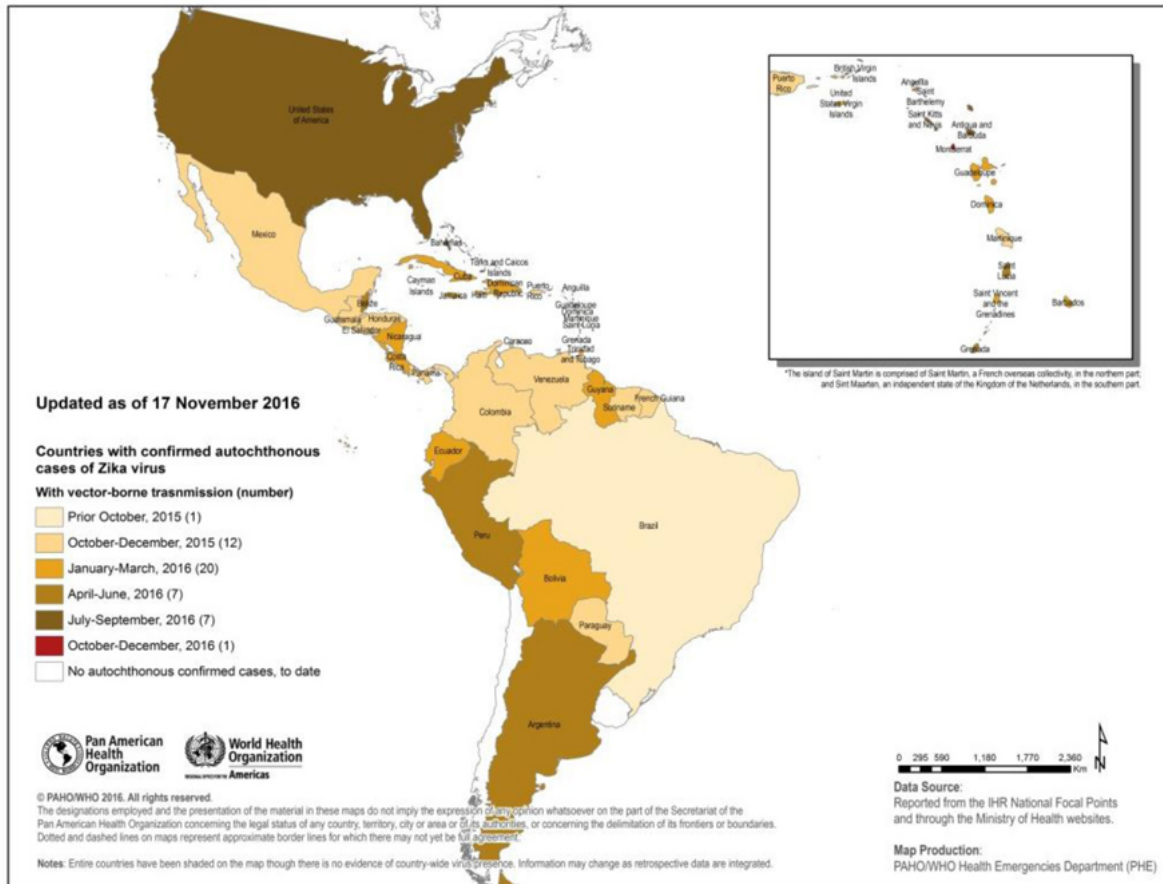 United States
of America
Mexico
Bahamas
Turks and Caicos
Islands
Cuba
Cayman
Islands
Dominican
Republic
Puerto
Rico
Jamaica
Haiti
Anguilla
Guadeloupe
Dominica
Martinique
Saint Lucia
Belize
Guatemala
Honduras
El Salvador
Nicaragua
Costa
Rica
Panama
Curacao
Grenada
Trinidad
and Tobago
Venezuela
Guyana
Suriname
French Guiana
Colombia
Ecuador
Peru
Brazil
Bolivia
Paraguay
Argentina
Puerto
Rico
British Virgin
Islands
United
States Virgin
Islands
Anguilla
Saint
Barthelemy
Saint Kitts
and Nevis
Antigua and
Barbuda
Montserrat
Guadeloupe
Dominica
Martinique
Saint
Lucia
Saint Vincent
and the
Grenadines
Barbados
Grenada
*The island of Saint Martin is comprised of Saint Martin, a French overseas collectivity, in the northern part;
and Sint Maarten, an independent state of the Kingdom of the Netherlands, in the southern part.
Updated as of 17 November 2016
Countries with confirmed autochthonous
cases of Zika virus
With vector-borne trasnmission (number)
Prior October, 2015 (1)
October-December, 2015 (12)
January-March, 2016 (20)
April-June, 2016 (7)
July-September, 2016 (7)
October-December, 2016 (1)
No autochthonous confirmed cases, to date
Pan American
Health
Organization
World Health
Organization
REGIONAL OFFICE FOR THE Americas
© PAHO/WHO 2016. All rights reserved.
The designations employed and the presentation of the material in these maps do not imply the expression of any opinion whatsoever on the part of the Secretariat of the
Pan American Health Organization concerning the legal status of any country, territory, city or area or of its authorities, or concerning the delimitation of its frontiers or boundaries.
Dotted and dashed lines on maps represent approximate border lines for which there may not yet be full agreement.
Notes: Entire countries have been shaded on the map though there is no evidence of country-wide virus presence. Information may change as retrospective data are integrated.
0 295 590 1,180 1,770 2,360
Km
N
Data Source:
Reported from the IHR National Focal Points
and through the Ministry of Health websites.
Map Production:
PAHO/WHO Health Emergencies Department (PHE)